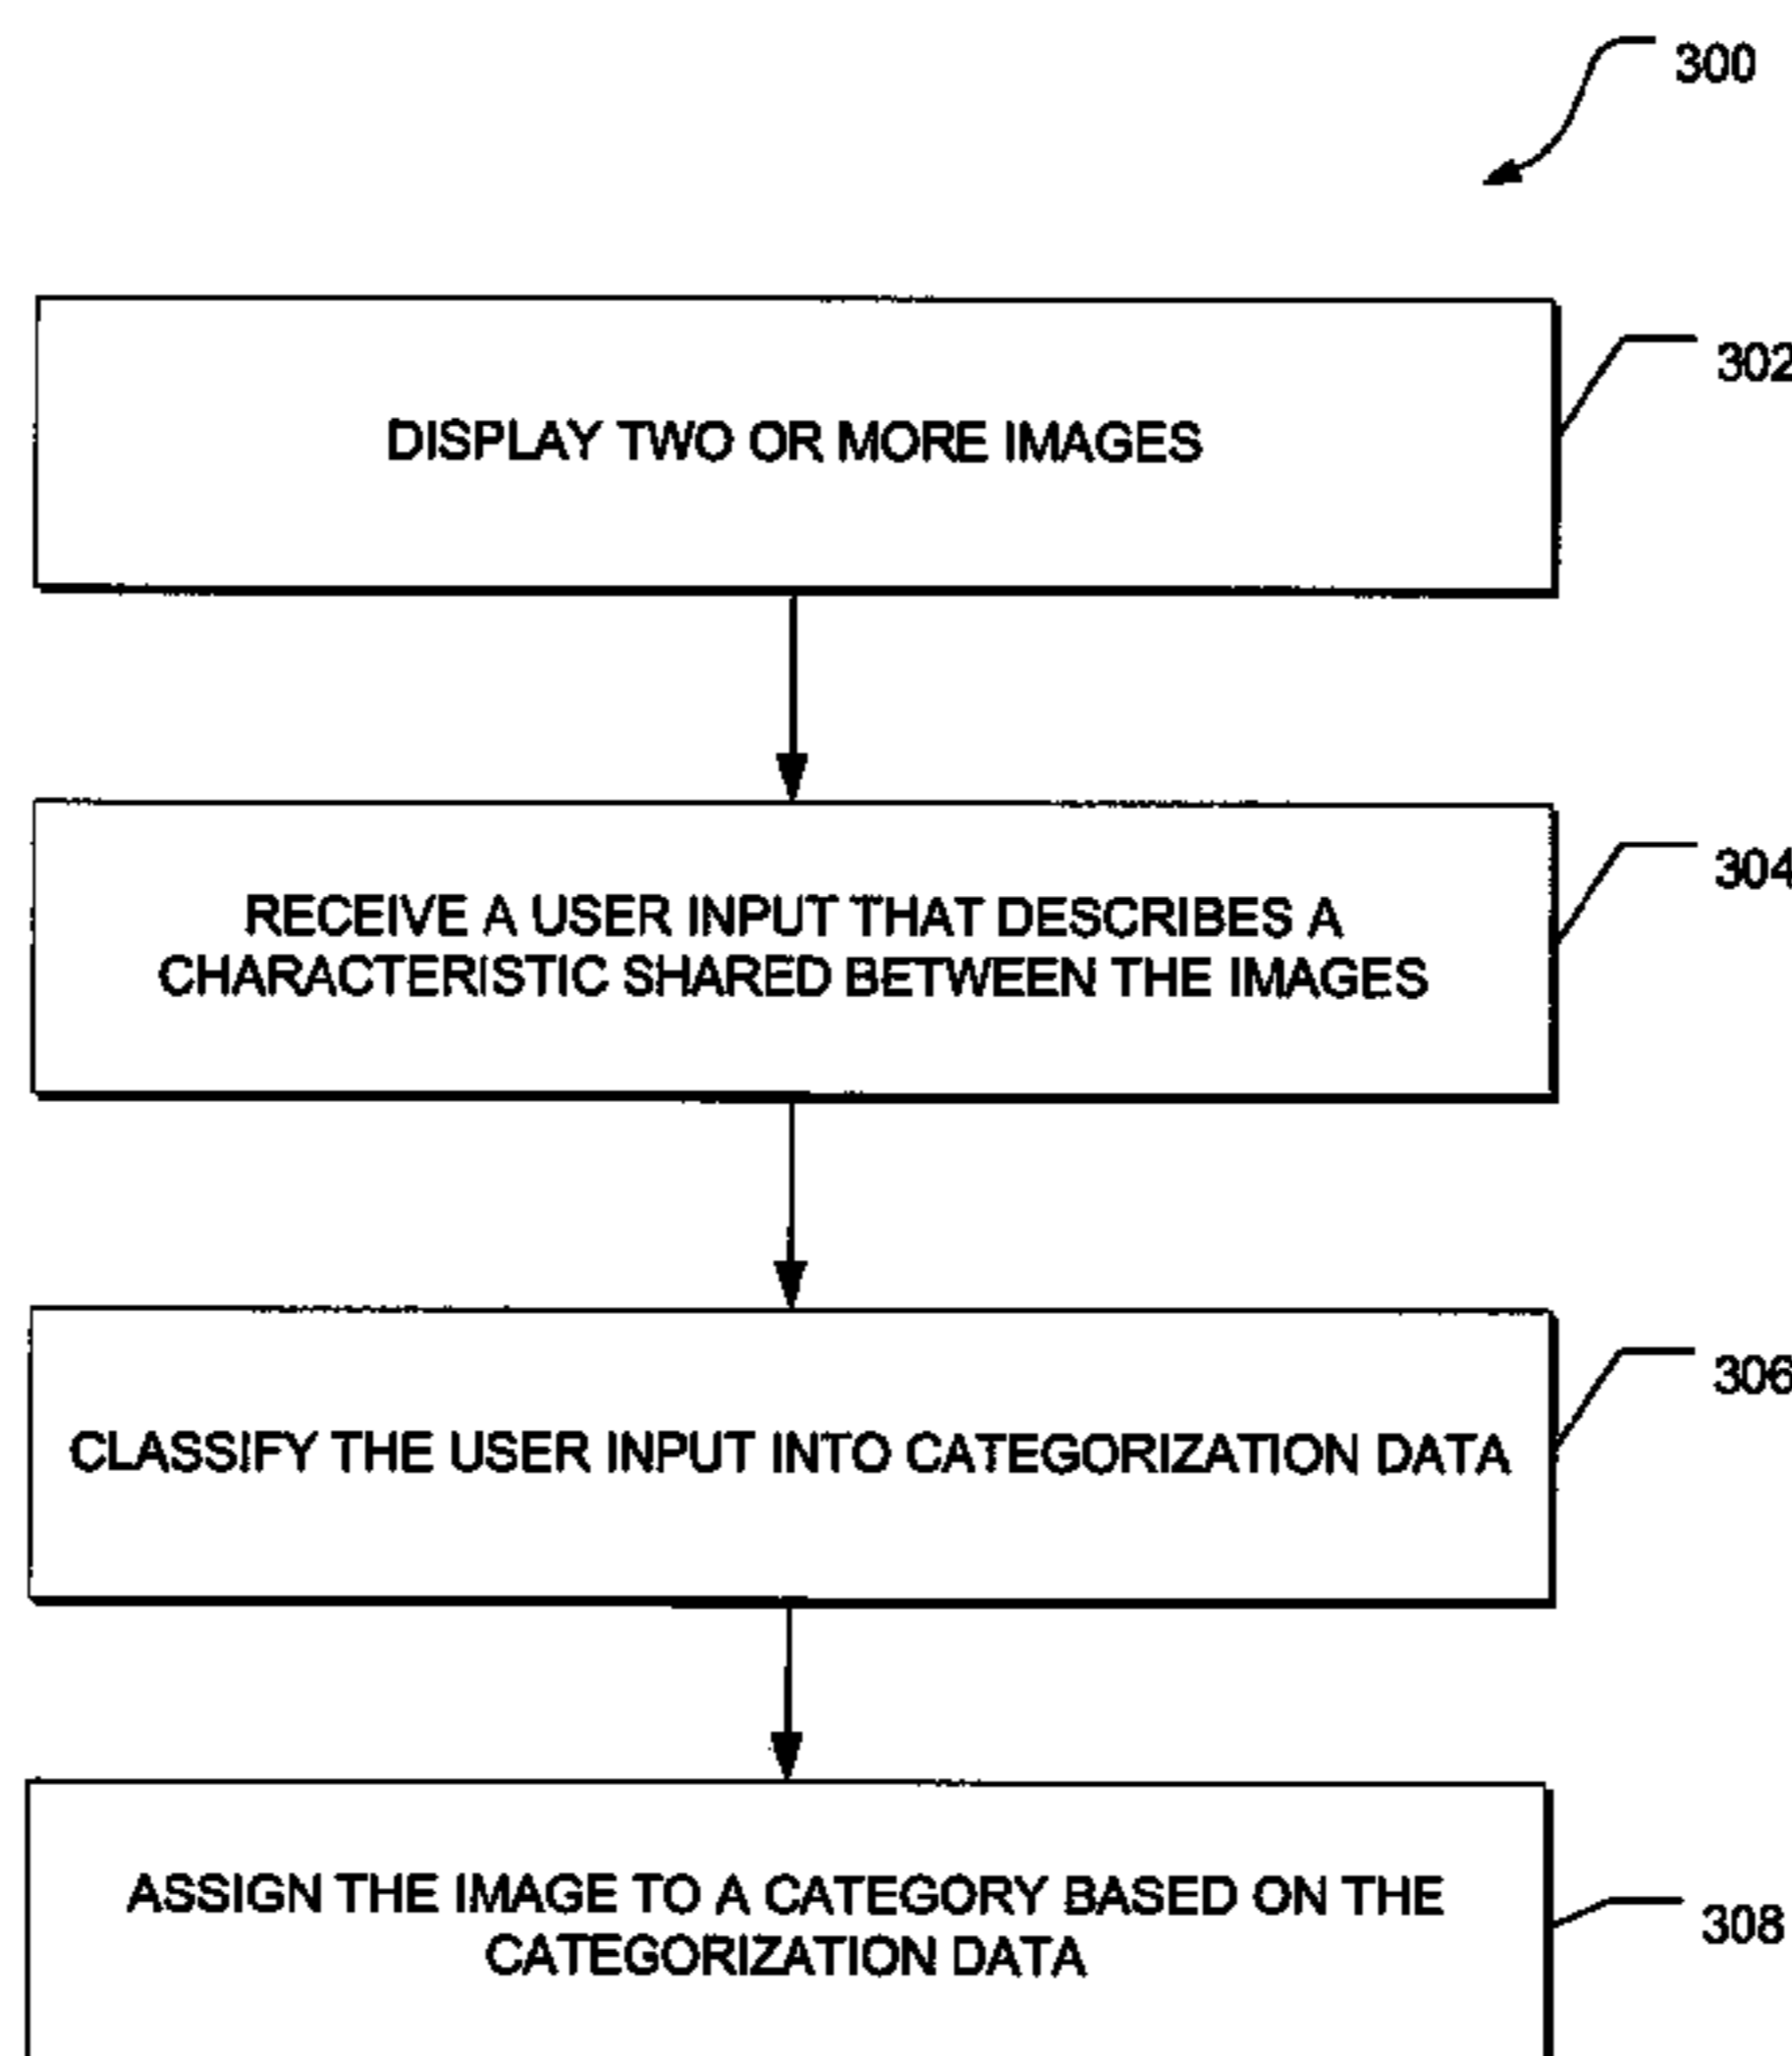 300
DISPLAY TWO OR MORE IMAGES
302
RECEIVE A USER INPUT THAT DESCRIBES A
CHARACTERISTIC SHARED BETWEEN THE IMAGES
304
CLASSIFY THE USER INPUT INTO CATEGORIZATION DATA
306
ASSIGN THE IMAGE TO A CATEGORY BASED ON THE
CATEGORIZATION DATA
308